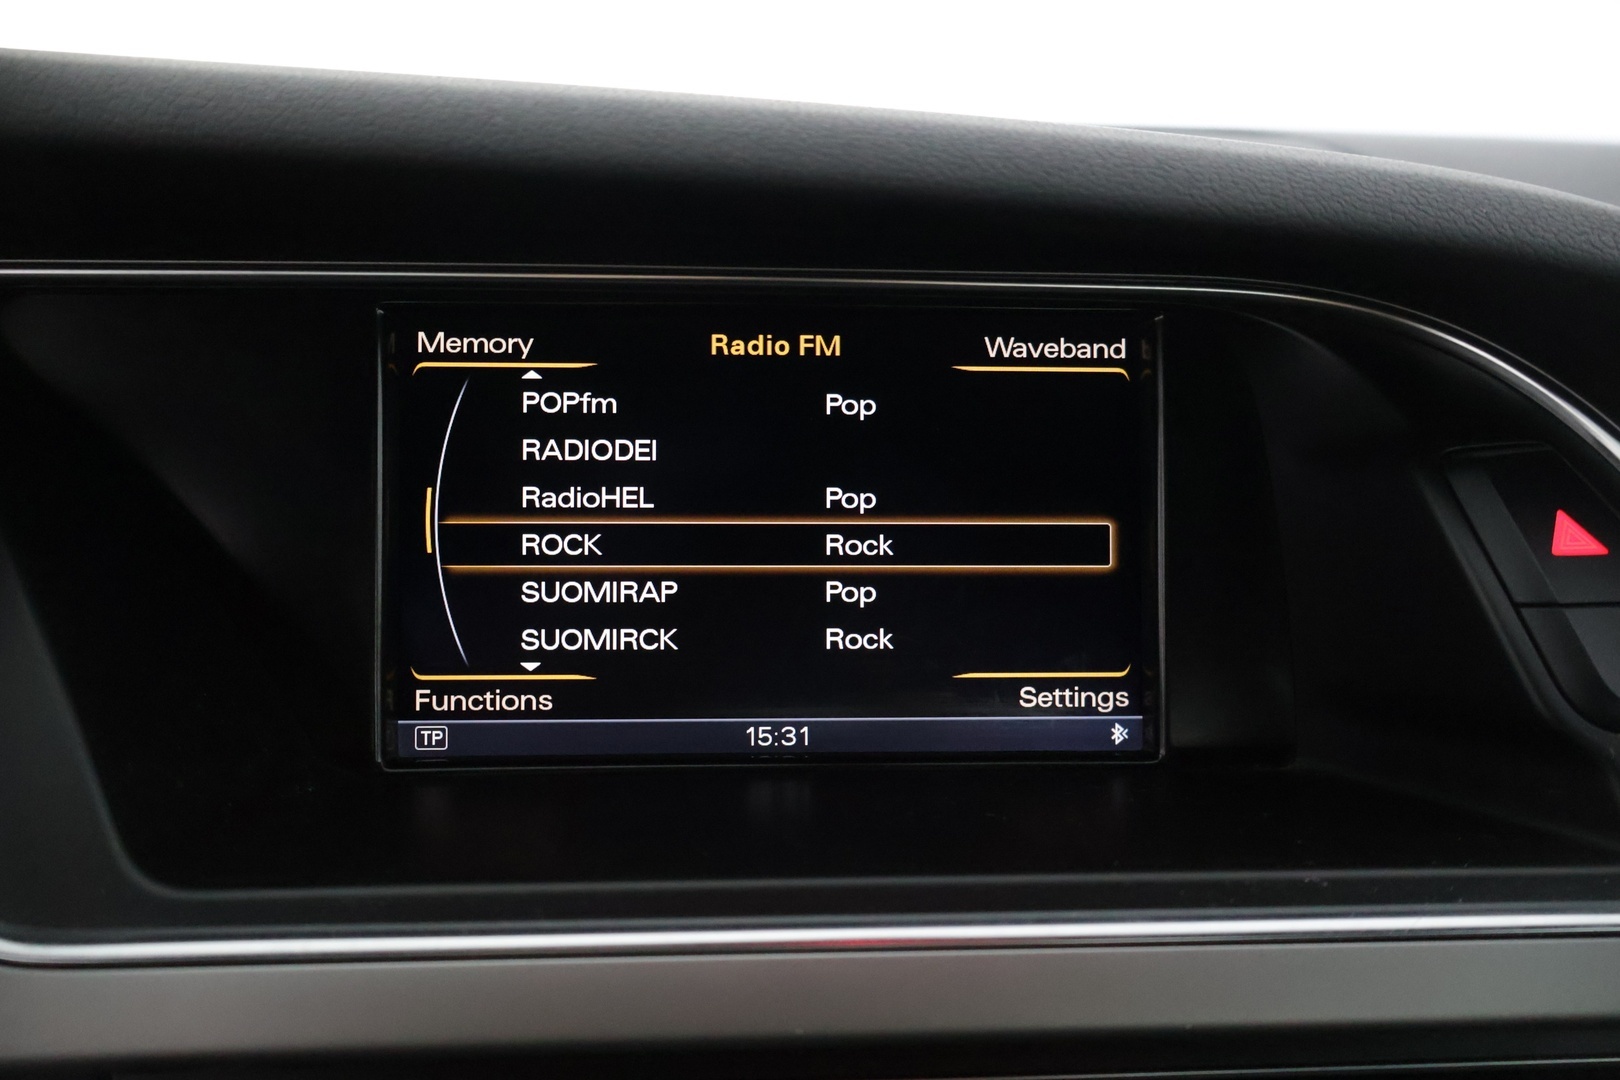 Memory Radio FM Waveband
POPfm Pop
RADIODEI
RadioHEL Pop
ROCK Rock
SUOMIRAP Pop
SUOMIRCK Rock
Functions Settings
TP 15:31